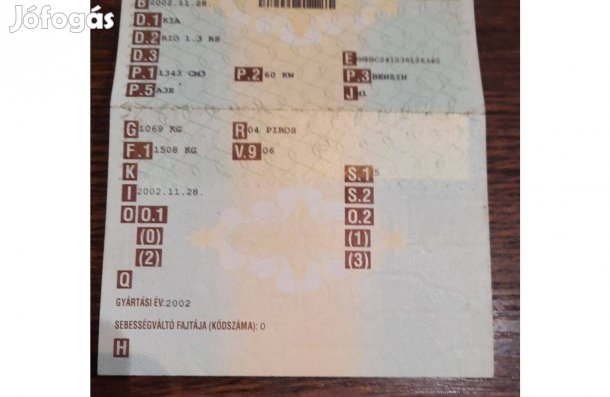 Jófogás
B 2002.11.28.
D.1 KIA
D.2 RIO 1.3 RS
D.3
P.1 1343 CM3 P.2 60 KW P.3 BENZIN
P.5 A3E J M1
G 1069 KG R 04 PIROS
F.1 1508 KG V.9 06
K S.1 5
I 2002.11.28. S.2
O O.1 O.2
(0) (1)
(2) (3)
Q
GYÁRTÁSI ÉV:2002
SEBESSÉGVÁLTÓ FAJTÁJA (KÓDSZÁMA): 0
H